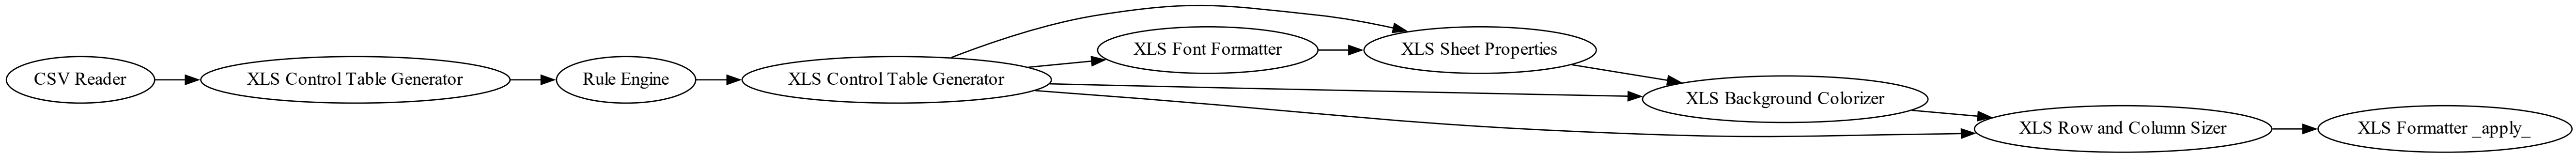 CSV Reader
XLS Control Table Generator
Rule Engine
XLS Control Table Generator
XLS Font Formatter
XLS Sheet Properties
XLS Background Colorizer
XLS Row and Column Sizer
XLS Formatter _apply_